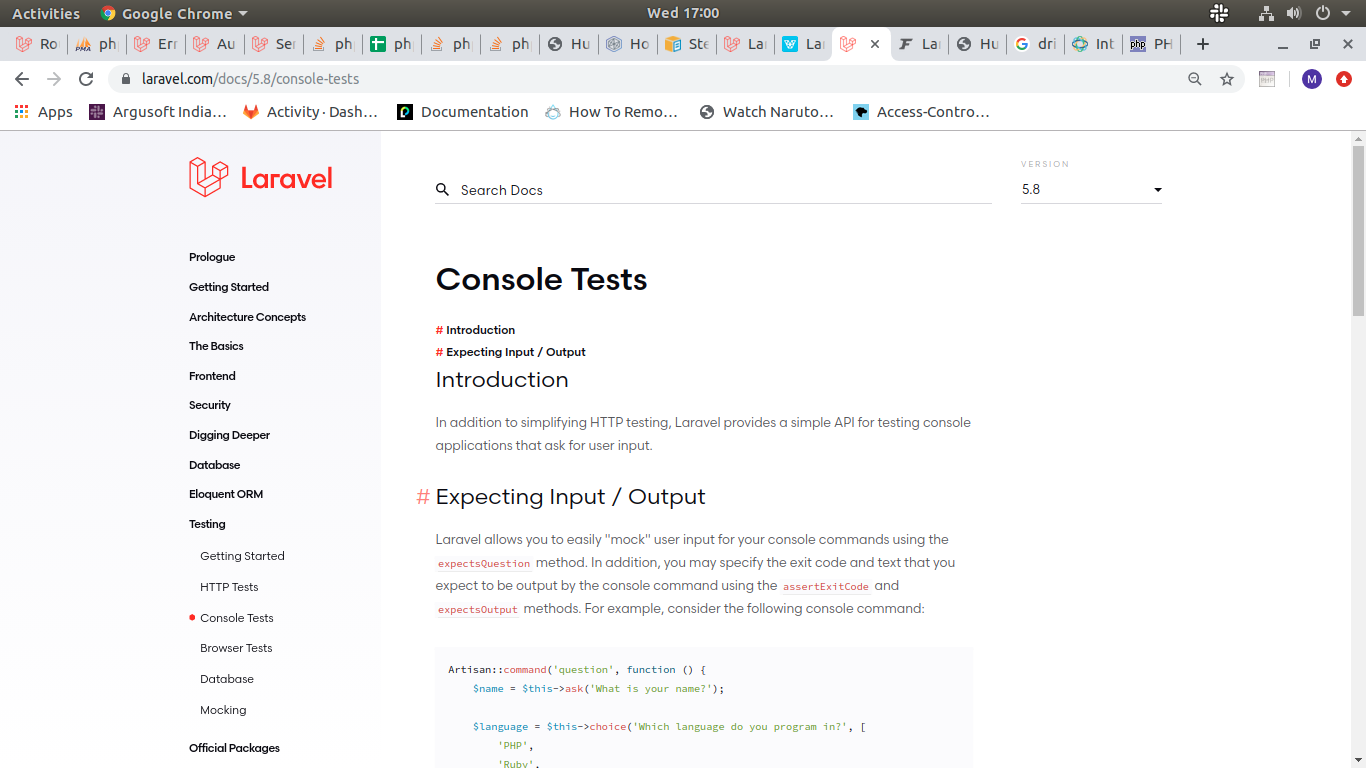 Activities Google Chrome Wed 17:00
Ro php Err Au Ser php php php php Hu Ho Ste Lar Lar Lar Hu dri Int PH
laravel.com/docs/5.8/console-tests
M
Apps Argusoft India… Activity · Dash… Documentation How To Remo… Watch Naruto… Access-Contro…
Laravel
VERSION
Search Docs
5.8
Prologue
Getting Started
Architecture Concepts
The Basics
Frontend
Security
Digging Deeper
Database
Eloquent ORM
Testing
Getting Started
HTTP Tests
Console Tests
Browser Tests
Database
Mocking
Official Packages
Console Tests
# Introduction
# Expecting Input / Output
Introduction
In addition to simplifying HTTP testing, Laravel provides a simple API for testing console
applications that ask for user input.
# Expecting Input / Output
Laravel allows you to easily "mock" user input for your console commands using the
expectsQuestion method. In addition, you may specify the exit code and text that you
expect to be output by the console command using the assertExitCode and
expectsOutput methods. For example, consider the following console command:
Artisan::command('question', function () {
$name = $this->ask('What is your name?');
$language = $this->choice('Which language do you program in?', [
'PHP',
'Ruby',